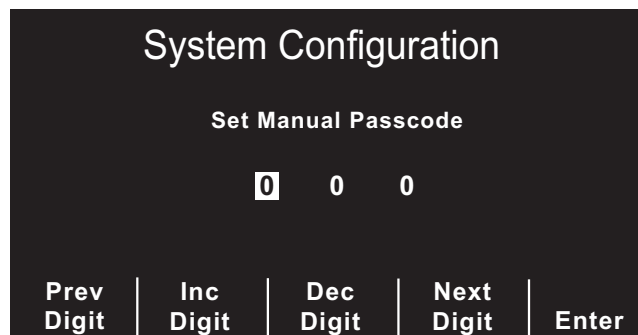 System Configuration
Set Manual Passcode
0 0 0
Prev Inc Dec Next
Digit Digit Digit Digit Enter